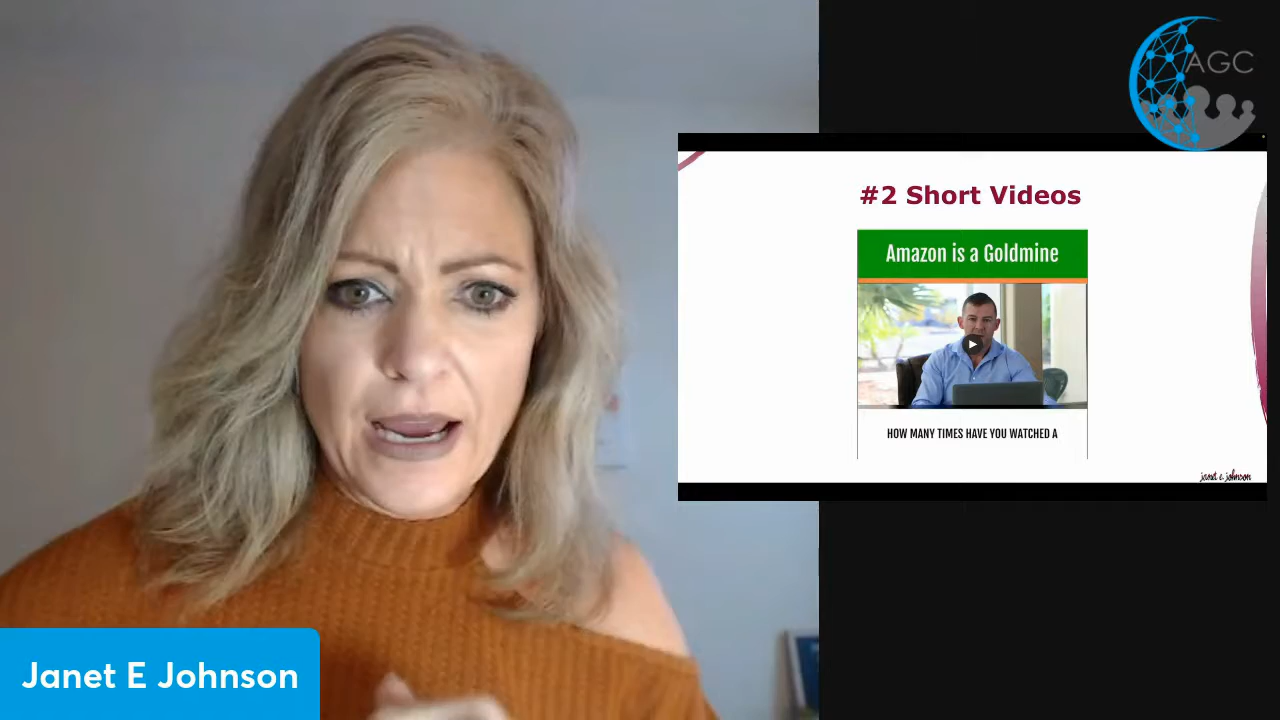 AGC
#2 Short Videos
Amazon is a Goldmine
HOW MANY TIMES HAVE YOU WATCHED A
janet e. johnson
Janet E Johnson